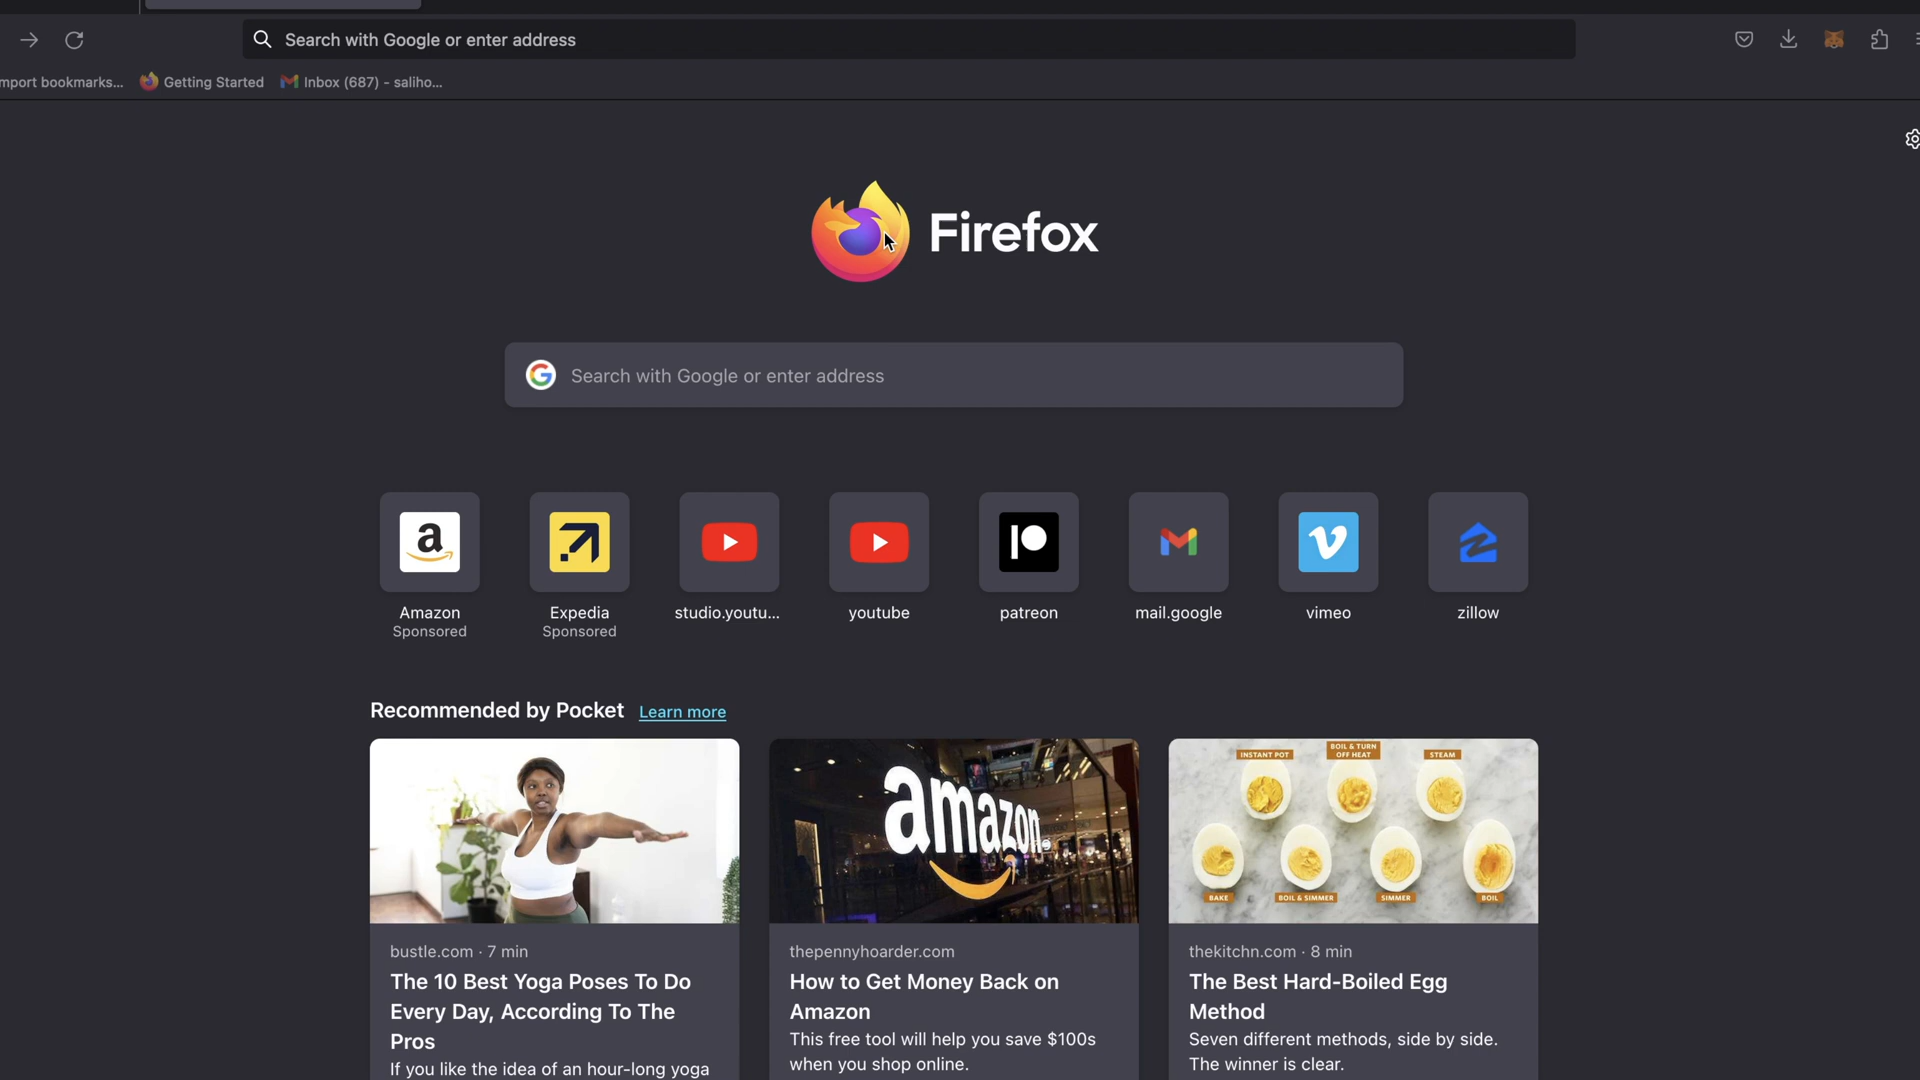 Search with Google or enter address
mport bookmarks...
Getting Started
Inbox (687) - saliho...
Firefox
Search with Google or enter address
a
Amazon
Sponsored
Expedia
Sponsored
studio.youtu...
youtube
patreon
mail.google
vimeo
zillow
Recommended by Pocket
Learn more
amazon
INSTANT POT
BOIL & TURN
OFF HEAT
STEAM
BAKE
BOIL & SIMMER
SIMMER
BOIL
bustle.com · 7 min
The 10 Best Yoga Poses To Do
Every Day, According To The
Pros
If you like the idea of an hour-long yoga
thepennyhoarder.com
How to Get Money Back on
Amazon
This free tool will help you save $100s
when you shop online.
thekitchn.com · 8 min
The Best Hard-Boiled Egg
Method
Seven different methods, side by side.
The winner is clear.